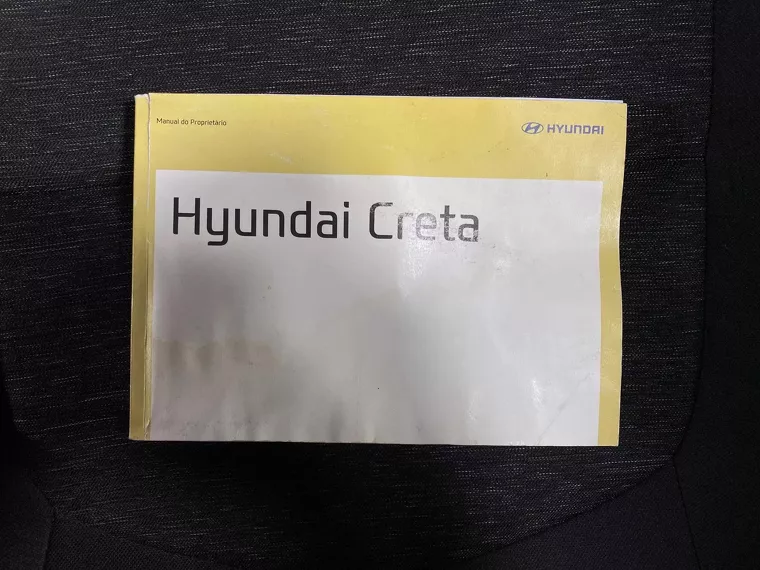 Manual do Proprietário
HYUNDAI
Hyundai Creta